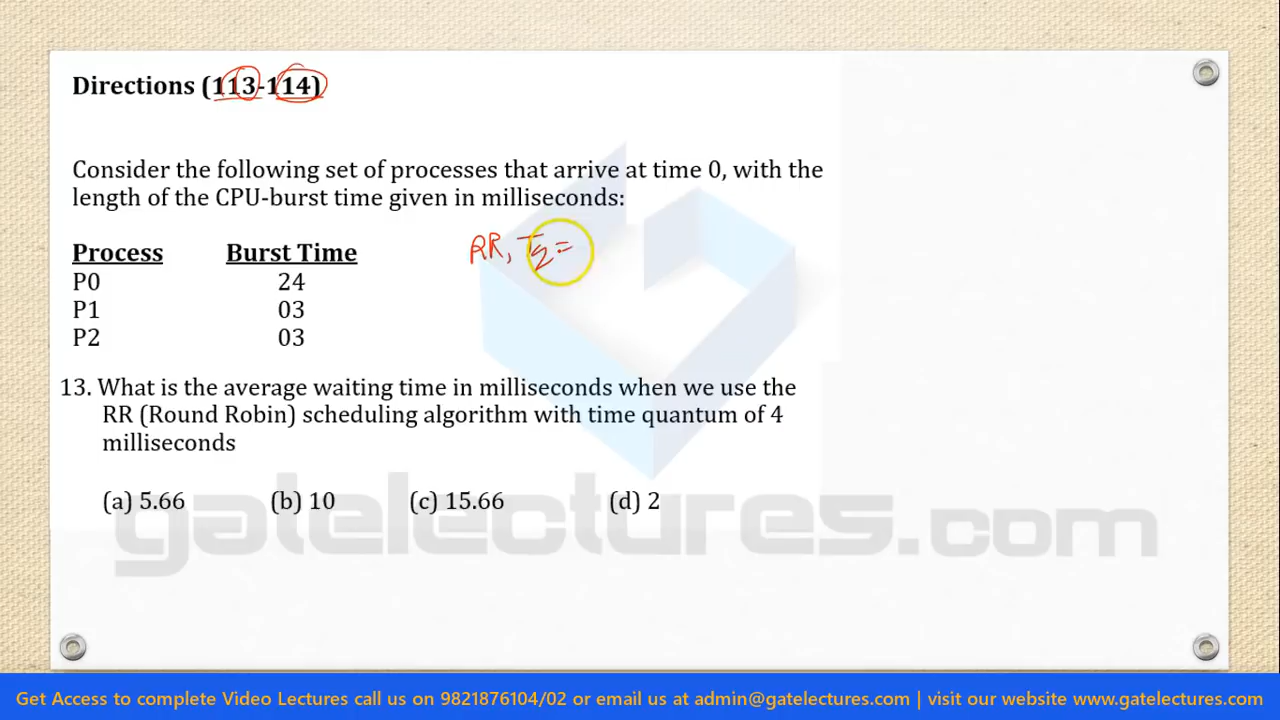 Directions (113-114)
Consider the following set of processes that arrive at time 0, with the
length of the CPU-burst time given in milliseconds:
RR, Tq =
Process Burst Time
P0 24
P1 03
P2 03
13. What is the average waiting time in milliseconds when we use the
RR (Round Robin) scheduling algorithm with time quantum of 4
milliseconds
(a) 5.66 (b) 10 (c) 15.66 (d) 2
gatelectures.com
Get Access to complete Video Lectures call us on 9821876104/02 or email us at admin@gatelectures.com | visit our website www.gatelectures.com